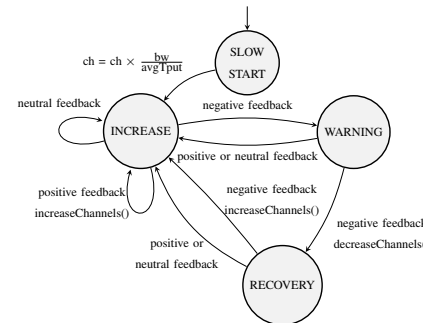 SLOW
START
ch = ch × bw
avgTput
neutral feedback
negative feedback
INCREASE
WARNING
positive or neutral feedback
positive feedback
increaseChannels()
negative feedback
increaseChannels()
negative feedback
decreaseChannels(
positive or
neutral feedback
RECOVERY